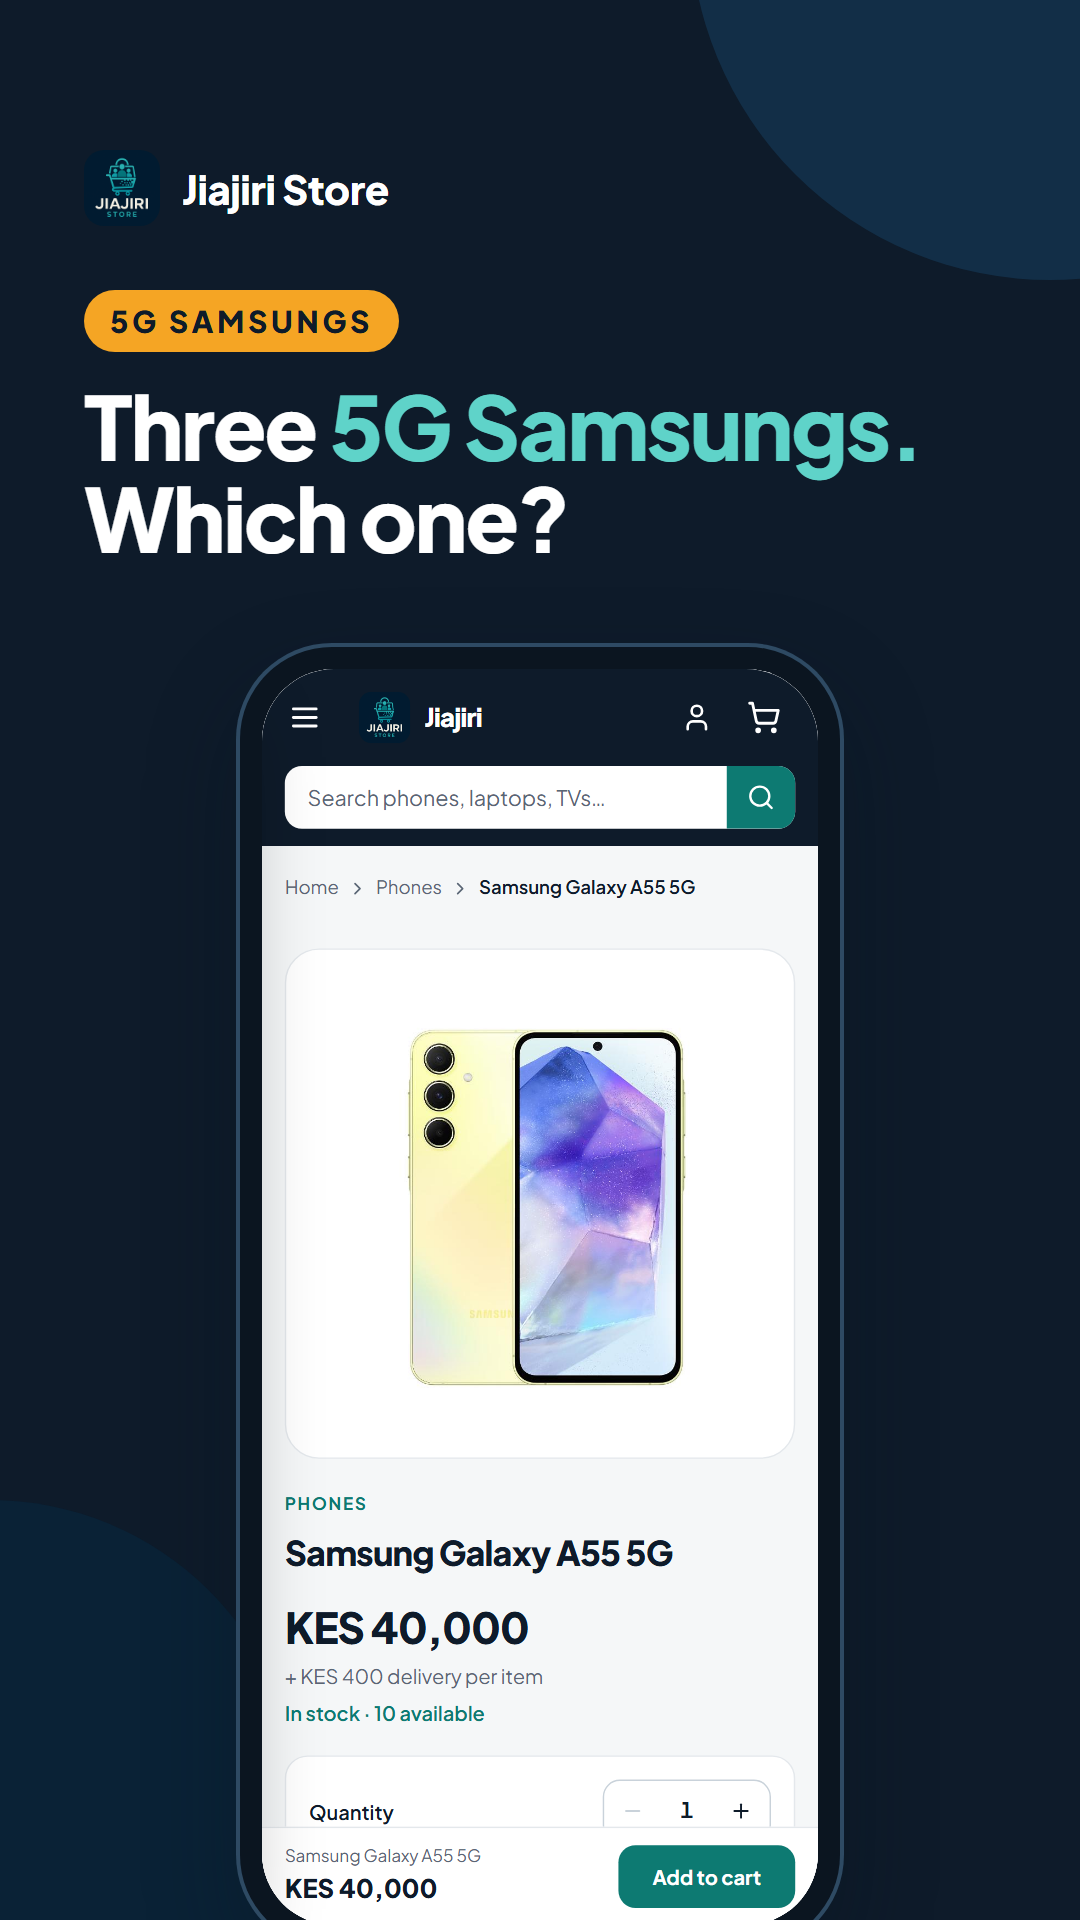 JIAJIRI
STORE
Jiajiri Store
5G SAMSUNGS
Three 5G Samsungs.
Which one?
JIAJIRI
STORE
Jiajiri
Search phones, laptops, TVs...
Home > Phones > Samsung Galaxy A55 5G
SAMSUN
PHONES
Samsung Galaxy A55 5G
KES 40,000
+ KES 400 delivery per item
In stock · 10 available
Quantity − 1 +
Samsung Galaxy A55 5G
KES 40,000
Add to cart